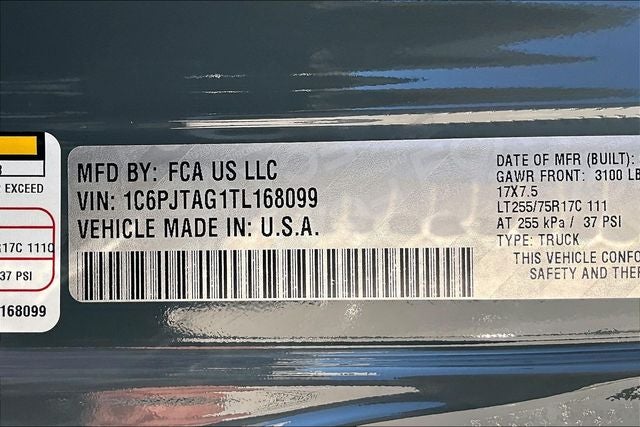 EXCEED
R17C 1110
37 PSI
168099
MFD BY: FCA US LLC
VIN: 1C6PJTAG1TL168099
VEHICLE MADE IN: U.S.A.
DATE OF MFR (BUILT):
GAWR FRONT: 3100 LB
17X7.5
LT255/75R17C 111
AT 255 kPa / 37 PSI
TYPE: TRUCK
THIS VEHICLE CONFO
SAFETY AND THEF